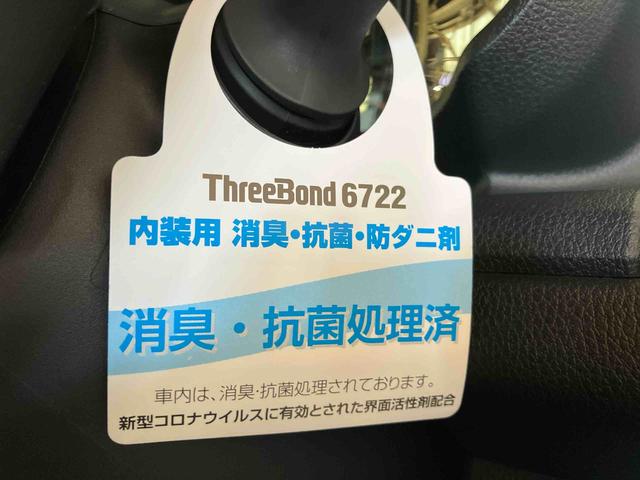 ThreeBond 6722
内装用 消臭・抗菌・防ダニ剤
消臭・抗菌処理済
車内は、消臭・抗菌処理されております。
新型コロナウイルスに有効とされた界面活性剤配合